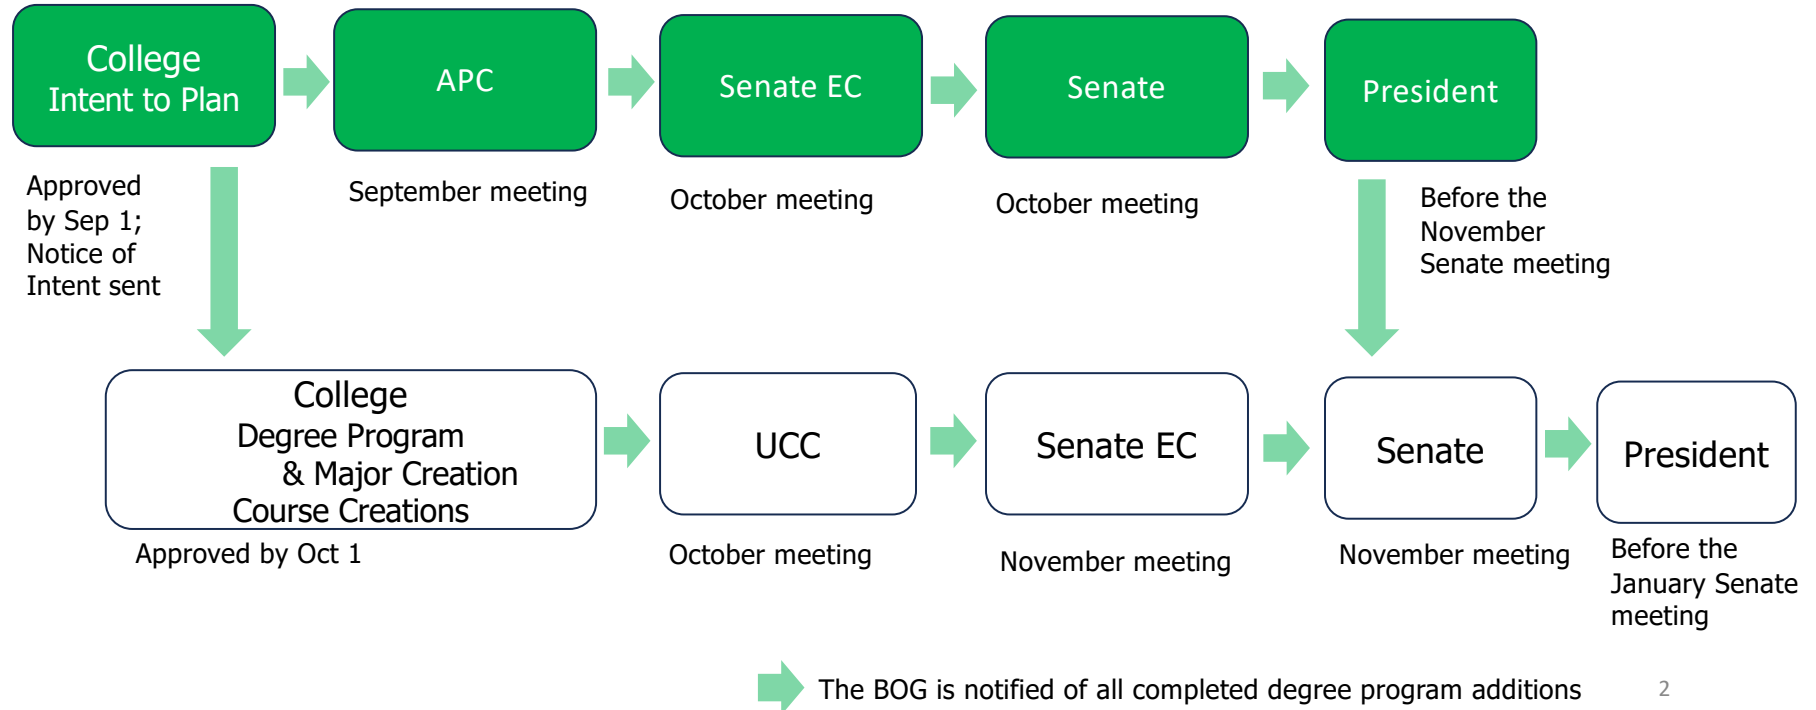 College
Intent to Plan
APC
Senate EC
Senate
President
Approved
by Sep 1;
Notice of
Intent sent
September meeting
October meeting
October meeting
Before the
November
Senate meeting
College
Degree Program
& Major Creation
Course Creations
UCC
Senate EC
Senate
President
Approved by Oct 1
October meeting
November meeting
November meeting
Before the
January Senate
meeting
The BOG is notified of all completed degree program additions
2